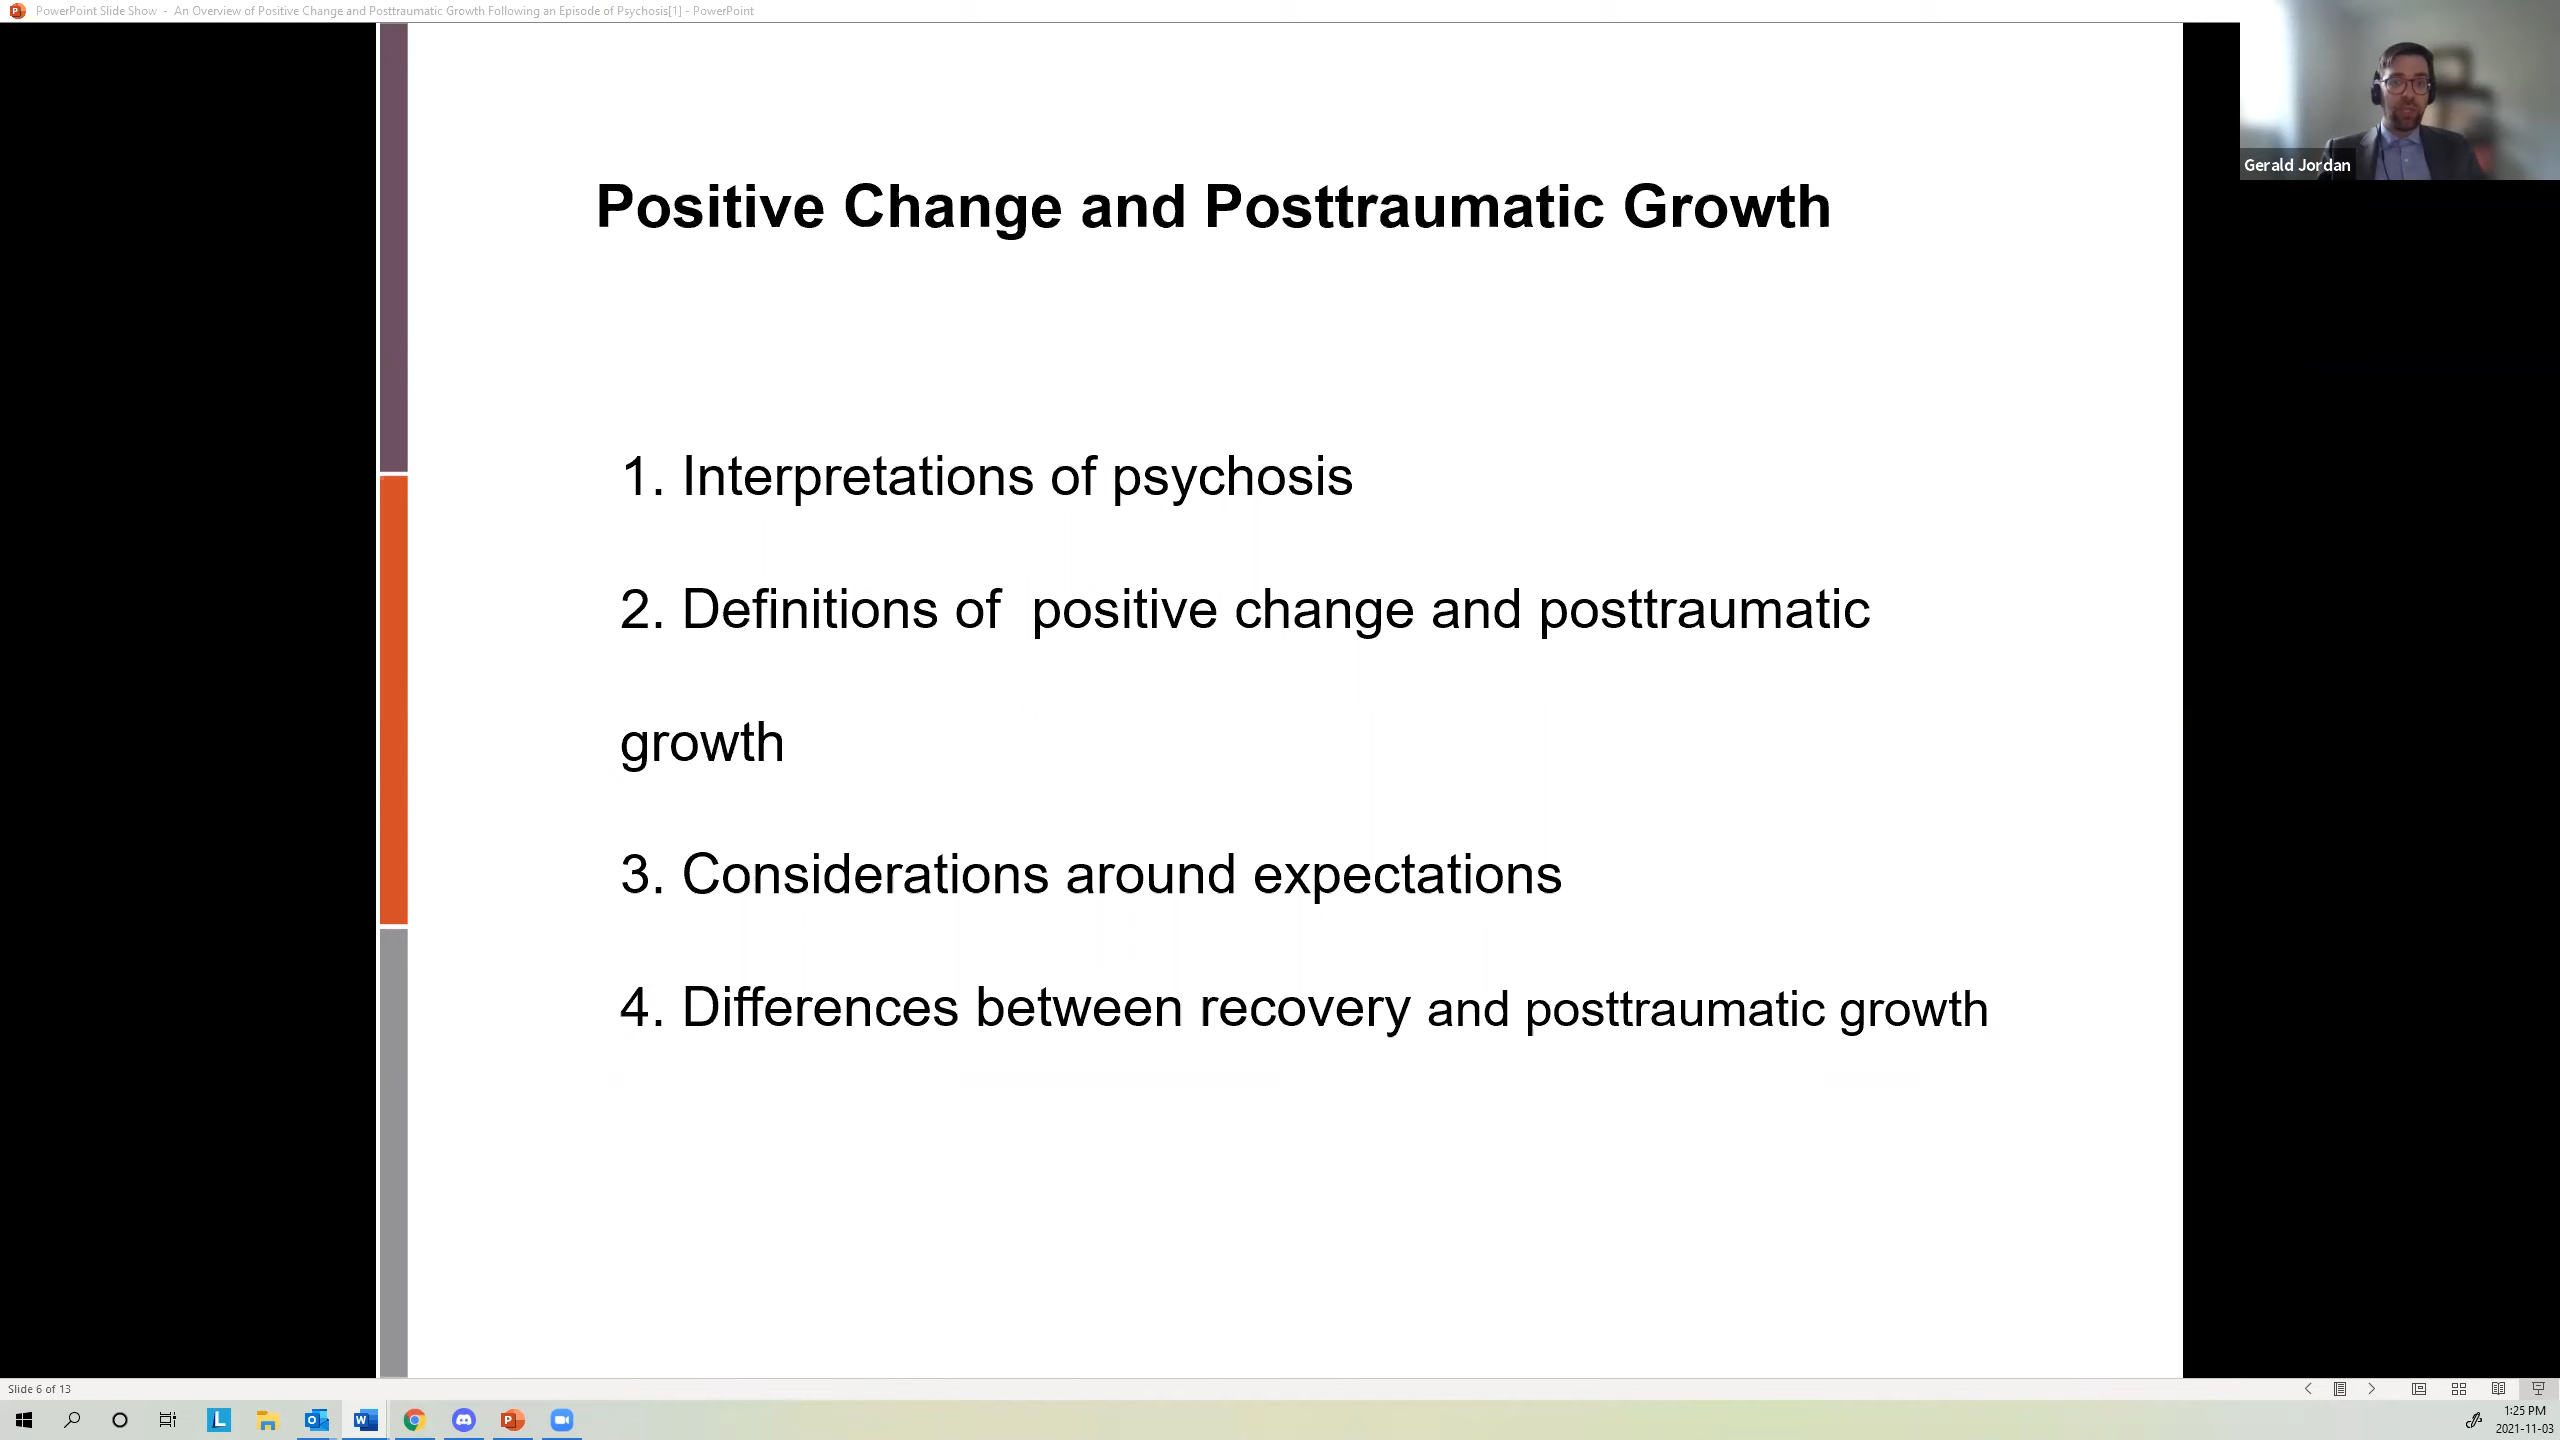 PowerPoint Slide Show - An Overview of Positive Change and Posttraumatic Growth Following an Episode of Psychosis[1] - PowerPoint
Gerald Jordan
Positive Change and Posttraumatic Growth
1. Interpretations of psychosis
2. Definitions of  positive change and posttraumatic
growth
3. Considerations around expectations
4. Differences between recovery and posttraumatic growth
Slide 6 of 13
1:25 PM
2021-11-03